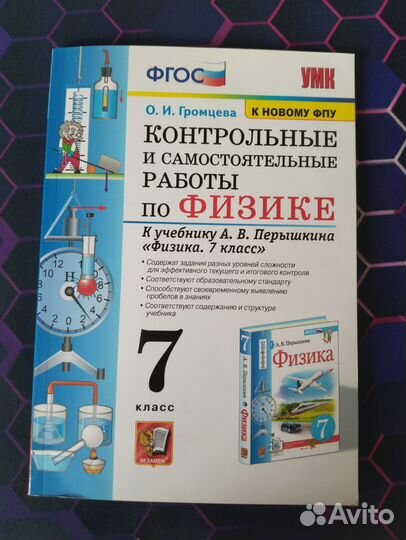 ФГОС
УМК
О. И. Громцева
К НОВОМУ ФПУ
КОНТРОЛЬНЫЕ
И САМОСТОЯТЕЛЬНЫЕ
РАБОТЫ
ПО ФИЗИКЕ
К учебнику А. В. Перышкина
«Физика. 7 класс»
• Содержат задания разных уровней сложности
для эффективного текущего и итогового контроля
• Соответствуют образовательному стандарту
• Способствуют своевременному выявлению
пробелов в знаниях
• Соответствуют содержанию и структуре
учебника
7
КЛАСС
ЭКЗАМЕН
7
А. В. Перышкин
Физика
Физика
7
Avito